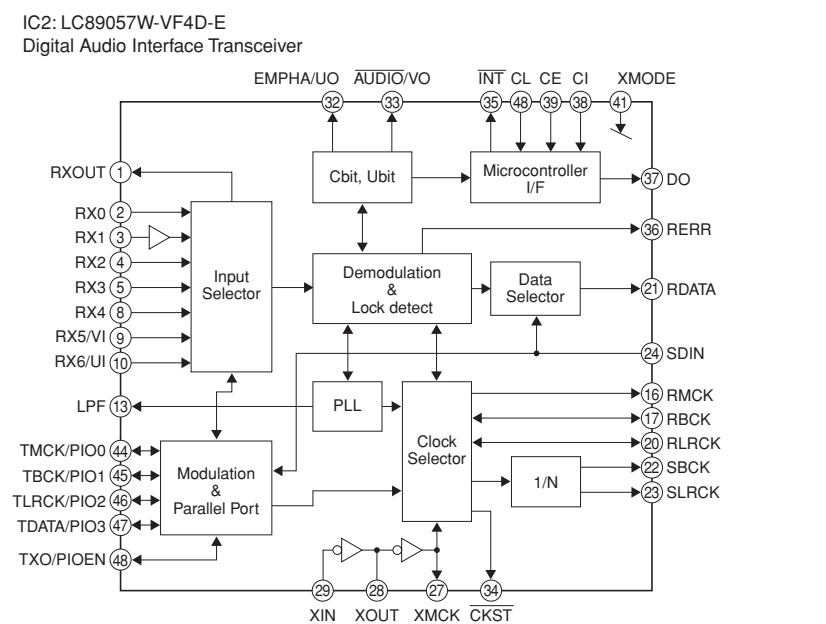 IC2: LC89057W-VF4D-E
Digital Audio Interface Transceiver
EMPHA/UO AUDIO/VO INT CL CE CI XMODE
32 33 35 48 39 38 41
RXOUT 1
Cbit, Ubit
Microcontroller
I/F
37 DO
RX0 2
RX1 3
RX2 4
RX3 5
RX4 8
RX5/VI 9
RX6/UI 10
Input
Selector
36 RERR
Demodulation
&
Lock detect
Data
Selector
21 RDATA
24 SDIN
LPF 13
PLL
Clock
Selector
16 RMCK
17 RBCK
20 RLRCK
22 SBCK
23 SLRCK
1/N
TMCK/PIO0 44
TBCK/PIO1 45
TLRCK/PIO2 46
TDATA/PIO3 47
TXO/PIOEN 48
Modulation
&
Parallel Port
29 28 27 34
XIN XOUT XMCK CKST